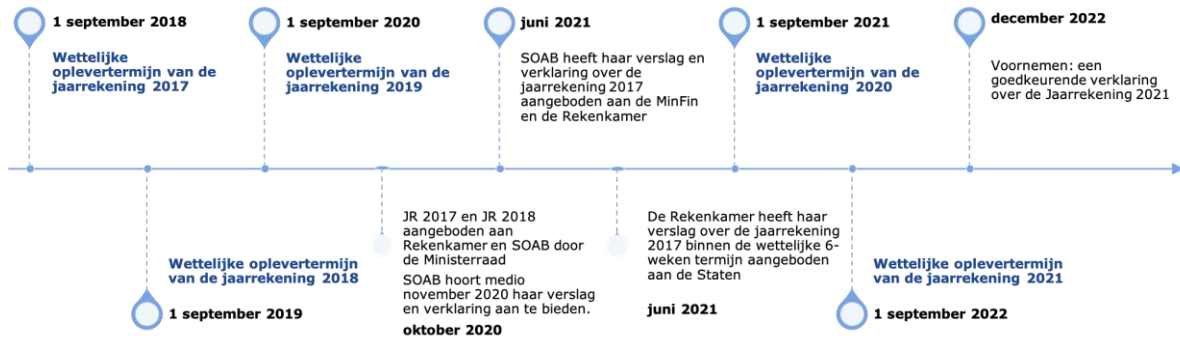 1 september 2018
Wettelijke
oplevertermijn van de
jaarrekening 2017
1 september 2020
Wettelijke
oplevertermijn van de
jaarrekening 2019
juni 2021
SOAB heeft haar verslag en
verklaring over de
jaarrekening 2017
aangeboden aan de MinFin
en de Rekenkamer
1 september 2021
Wettelijke
oplevertermijn van de
jaarrekening 2020
december 2022
Voornemen: een
goedkeurende verklaring
over de Jaarrekening 2021
Wettelijke oplevertermijn
van de jaarrekening 2018
1 september 2019
JR 2017 en JR 2018
aangeboden aan
Rekenkamer en SOAB door
de Ministerraad
SOAB hoort medio
november 2020 haar verslag
en verklaring aan te bieden.
oktober 2020
De Rekenkamer heeft haar
verslag over de jaarrekening
2017 binnen de wettelijke 6-
weken termijn aangeboden
aan de Staten
juni 2021
Wettelijke oplevertermijn
van de jaarrekening 2021
1 september 2022